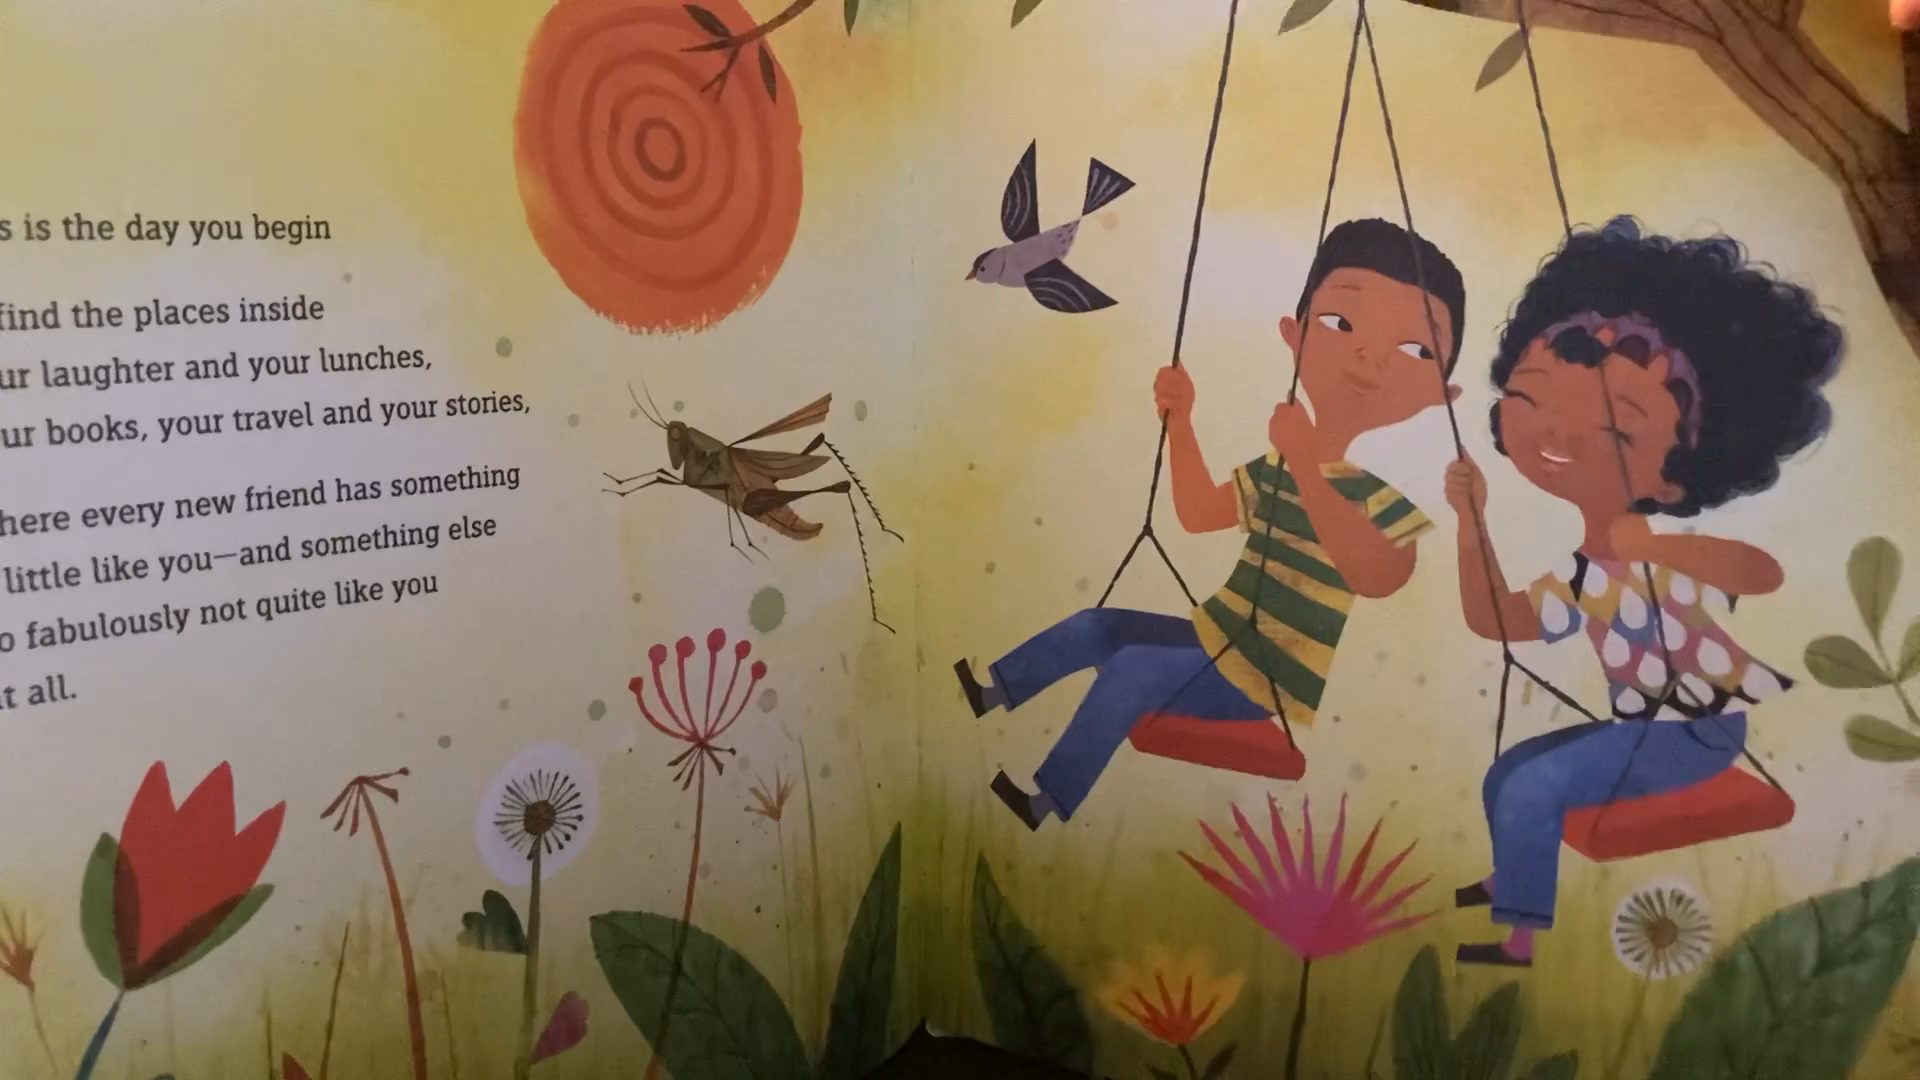 s is the day you begin
find the places inside
ur laughter and your lunches,
ur books, your travel and your stories,
here every new friend has something
little like you—and something else
o fabulously not quite like you
t all.